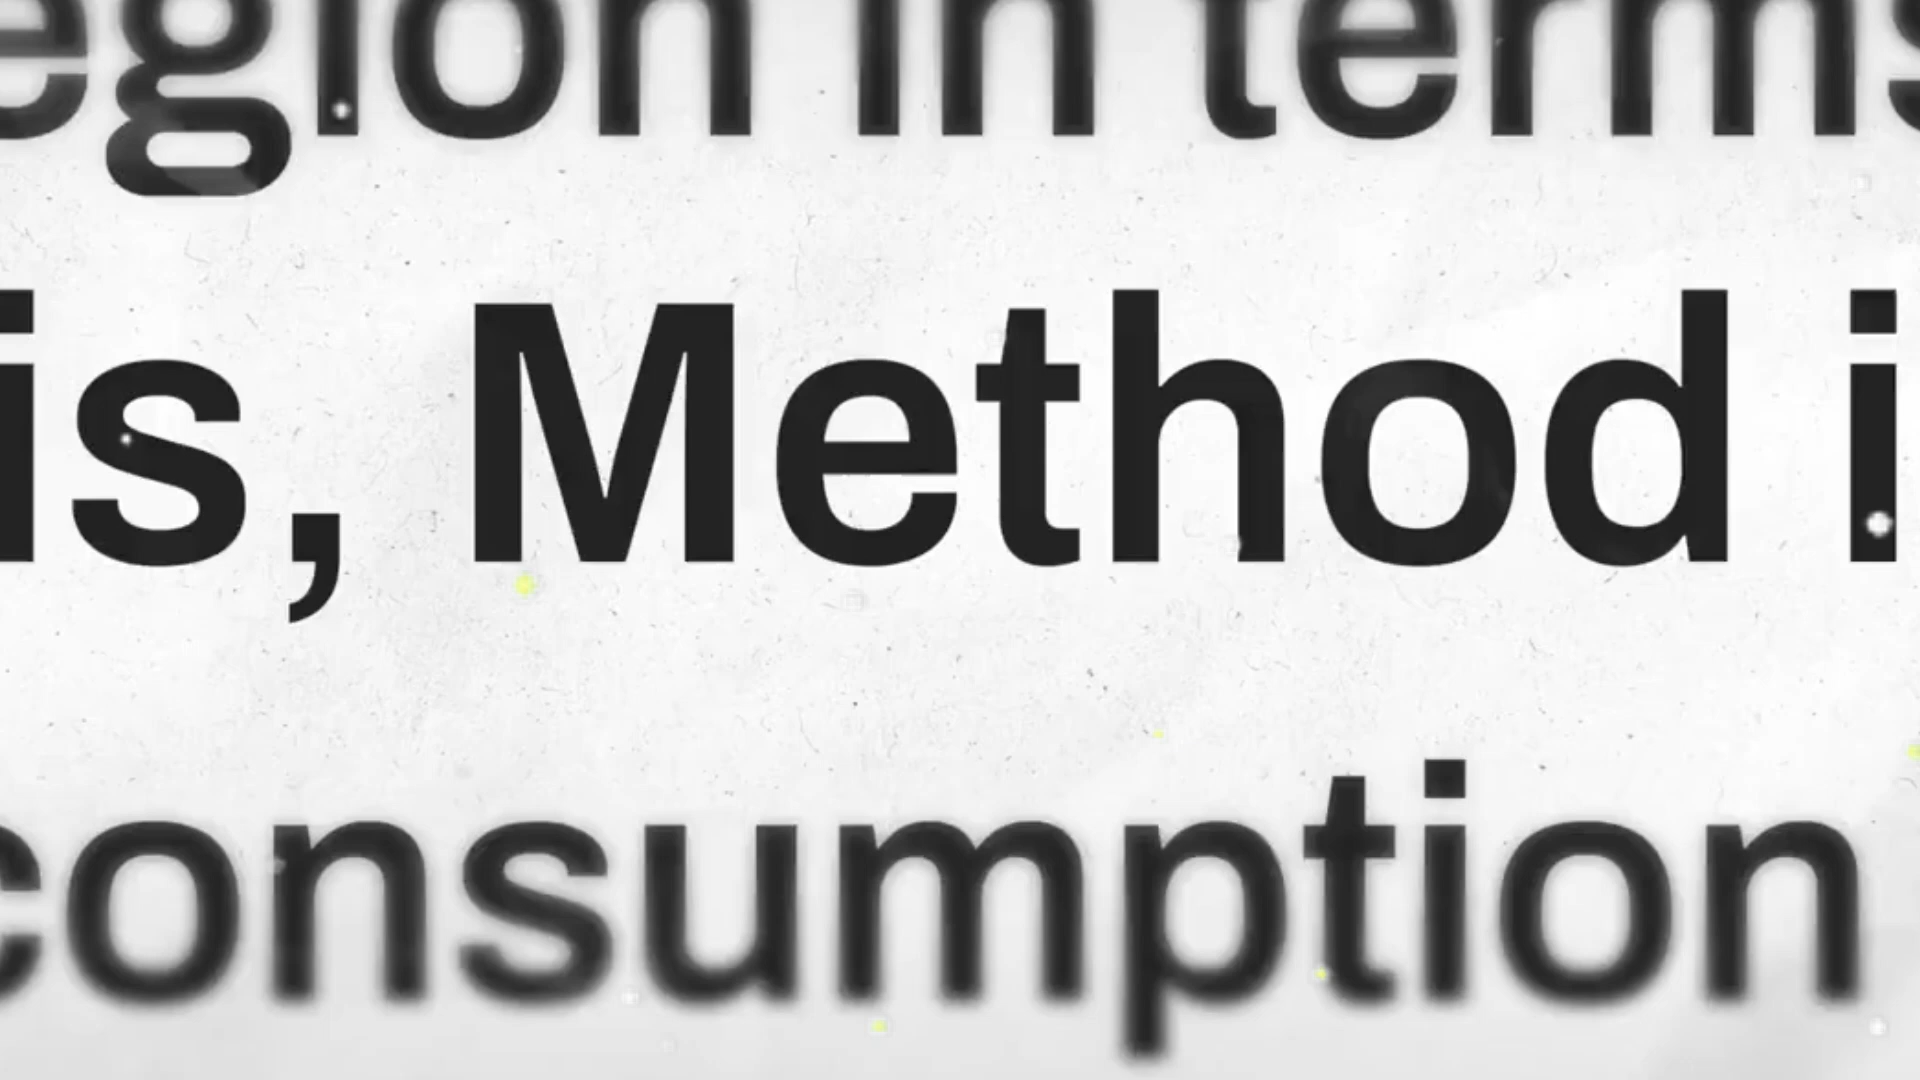 egion in terms
is, Method i
consumption